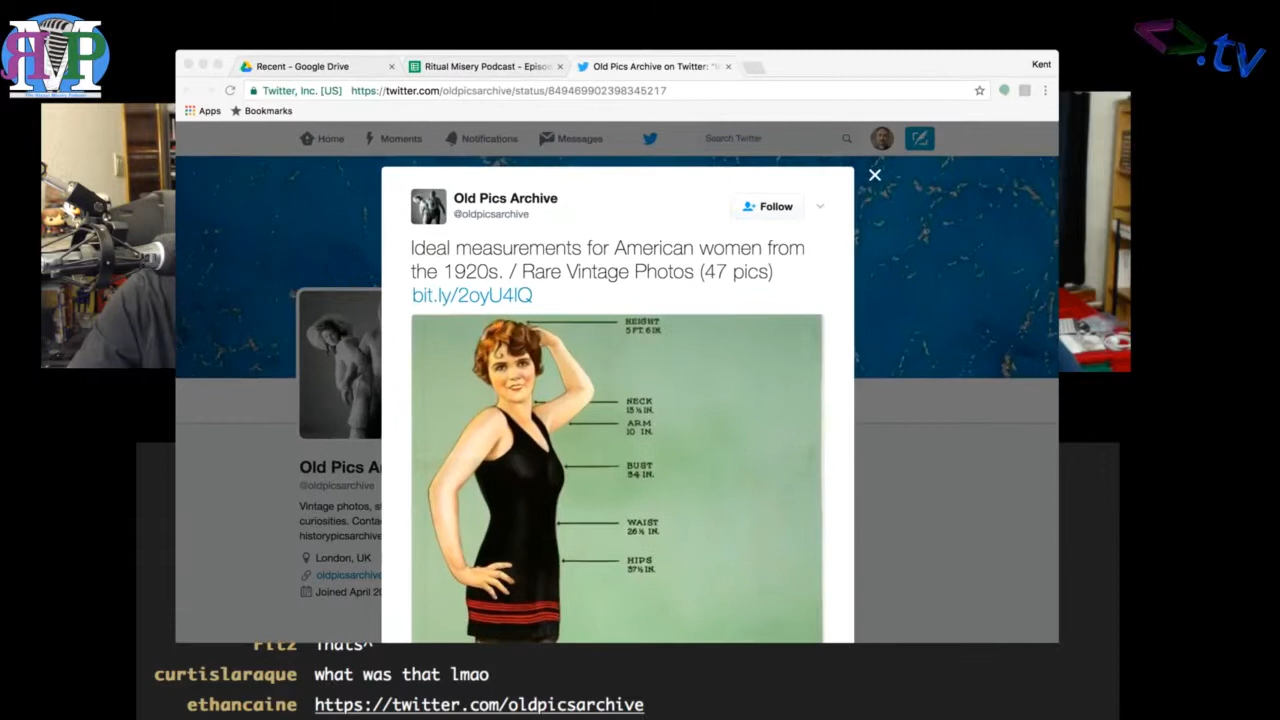 RMP
.tv
Recent - Google Drive
Ritual Misery Podcast - Episo
Old Pics Archive on Twitter: "
Kent
Twitter, Inc. [US]
https://twitter.com/oldpicsarchive/status/849469902398345217
Apps
Bookmarks
Home
Moments
Notifications
Messages
Search Twitter
Old Pics Archive
@oldpicsarchive
Follow
Ideal measurements for American women from
the 1920s. / Rare Vintage Photos (47 pics)
bit.ly/2oyU4lQ
HEIGHT
5 FT. 6 IN.
NECK
13½ IN.
ARM
10 IN.
BUST
34 IN.
WAIST
26½ IN.
HIPS
37½ IN.
Old Pics A
@oldpicsarchive
Vintage photos, s
curiosities. Conta
historypicsarchive
London, UK
oldpicsarchive
Joined April 20
Thats^
curtislaraque what was that lmao
ethancaine https://twitter.com/oldpicsarchive